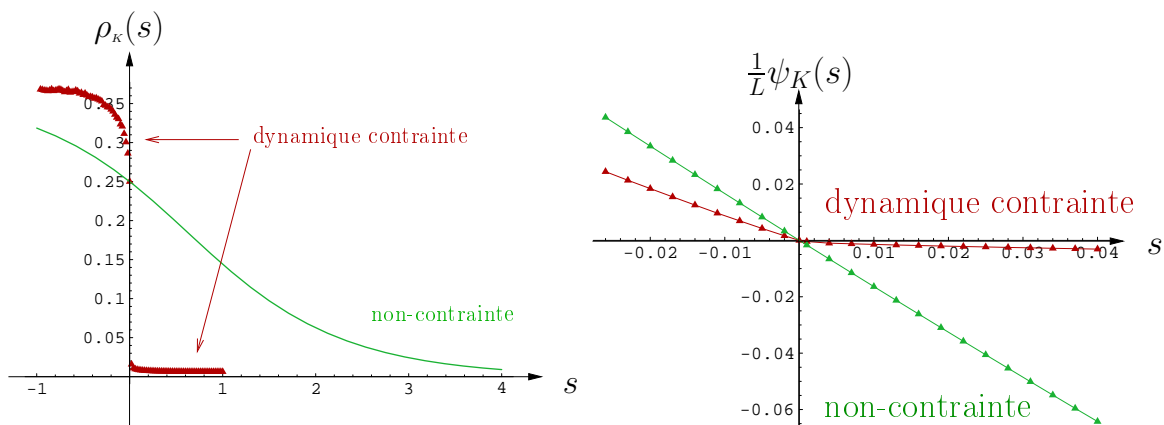 ρ_K(s)
0.35
0.3
0.25
0.2
0.15
0.1
0.05
dynamique contrainte
non-contrainte
-1 1 2 3 4
s
1/L ψ_K(s)
0.04
0.02
dynamique contrainte
-0.02 -0.01 0.01 0.02 0.03 0.04
s
-0.02
-0.04
-0.06
non-contrainte